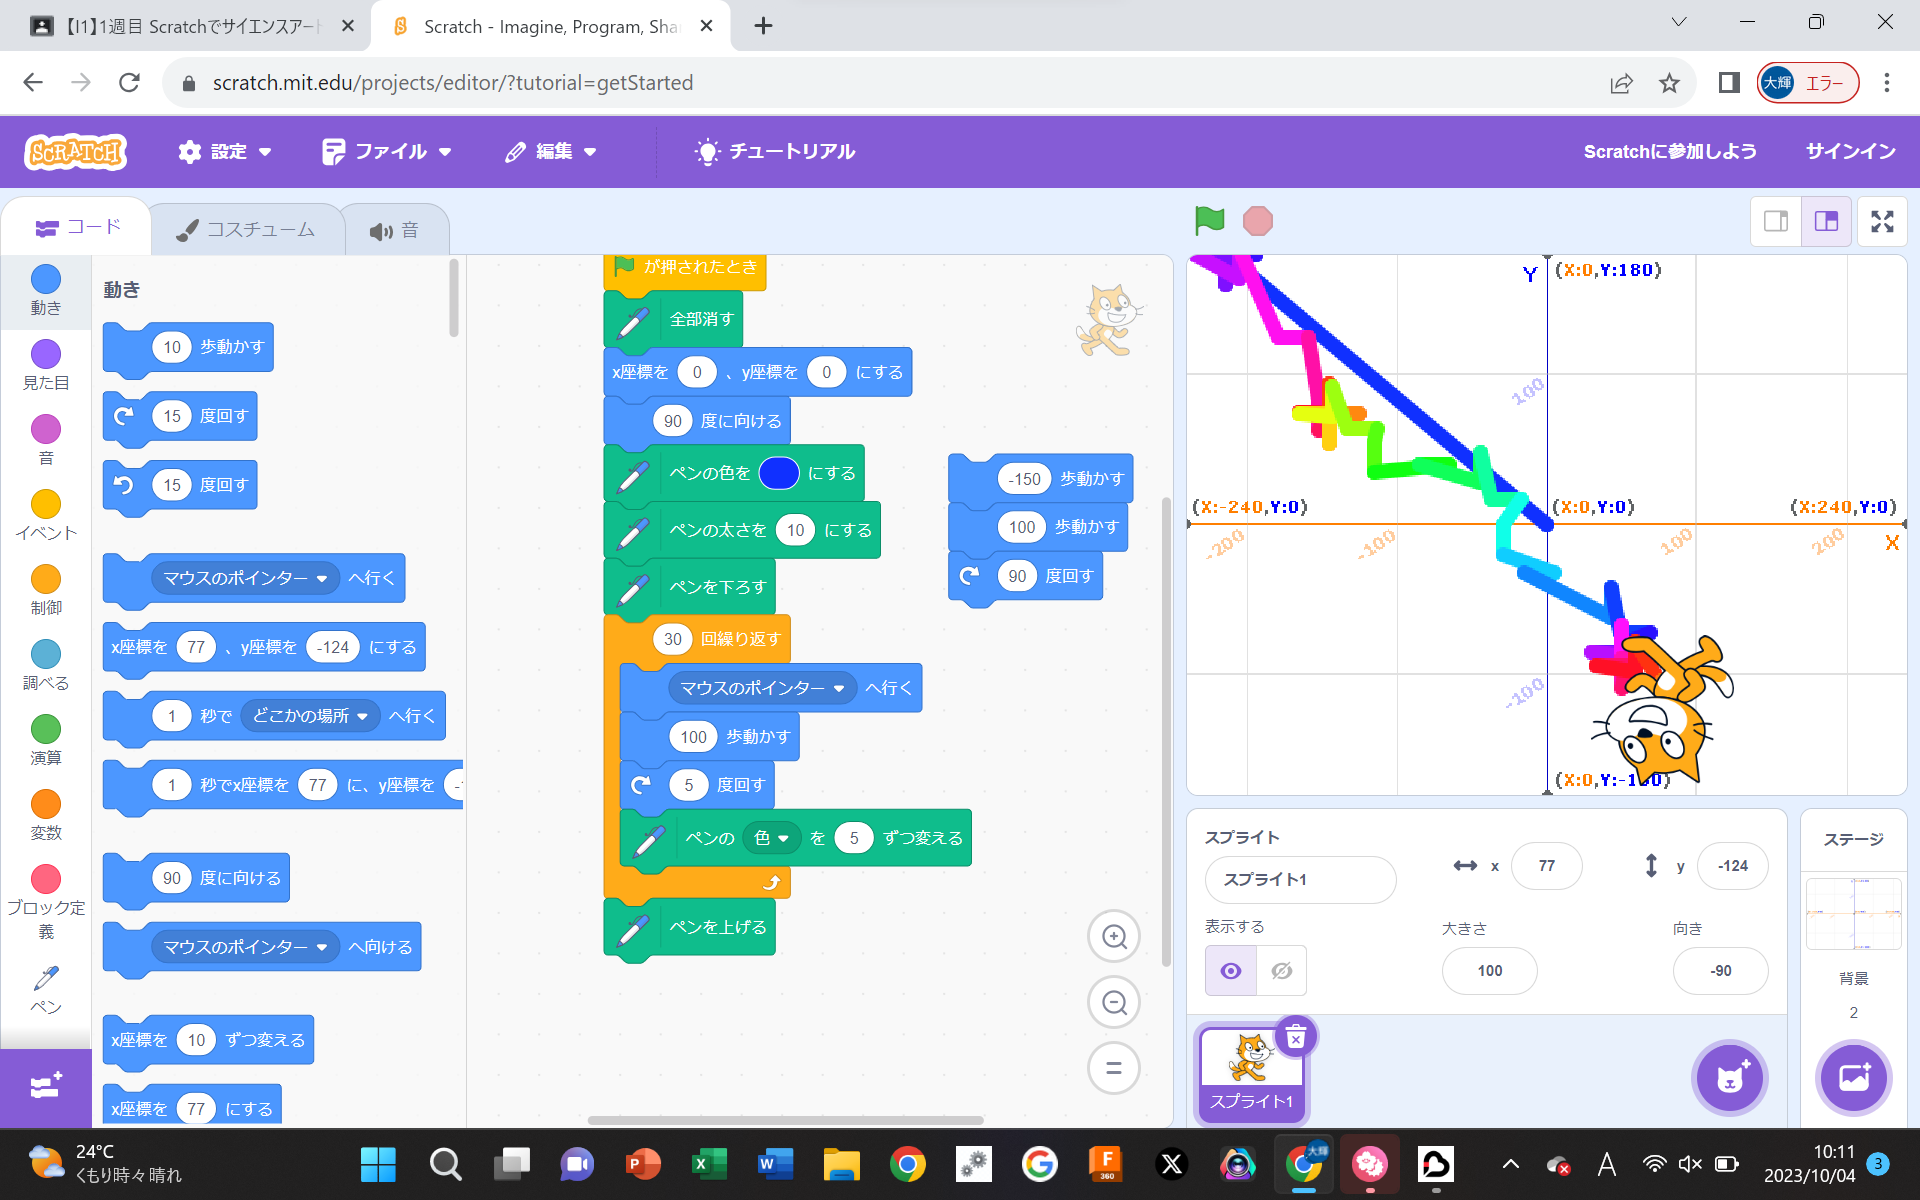 【I1】1週目 Scratchでサイエンスアート
Scratch - Imagine, Program, Sha
scratch.mit.edu/projects/editor/?tutorial=getStarted
大輝 エラー
SCRATCH
設定
ファイル
編集
チュートリアル
Scratchに参加しよう
サインイン
コード
コスチューム
音
動き
見た目
音
イベント
制御
調べる
演算
変数
ブロック定
義
ペン
動き
10 歩動かす
15 度回す
15 度回す
マウスのポインター へ行く
x座標を 77 、y座標を -124 にする
1 秒で どこかの場所 へ行く
1 秒でx座標を 77 に、y座標を -1
90 度に向ける
マウスのポインター へ向ける
x座標を 10 ずつ変える
x座標を 77 にする
が押されたとき
全部消す
x座標を 0 、y座標を 0 にする
90 度に向ける
ペンの色を にする
ペンの太さを 10 にする
ペンを下ろす
30 回繰り返す
マウスのポインター へ行く
100 歩動かす
5 度回す
ペンの 色 を 5 ずつ変える
ペンを上げる
-150 歩動かす
100 歩動かす
90 度回す
Y (X:0,Y:180)
100
(X:-240,Y:0) (X:0,Y:0) (X:240,Y:0)
-200 -100 100 200 X
-100
(X:0,Y:-180)
スプライト
スプライト1
x 77
y -124
表示する
大きさ
向き
100
-90
スプライト1
ステージ
背景
2
24°C
くもり時々晴れ
F
360
大輝
A
10:11
2023/10/04
3